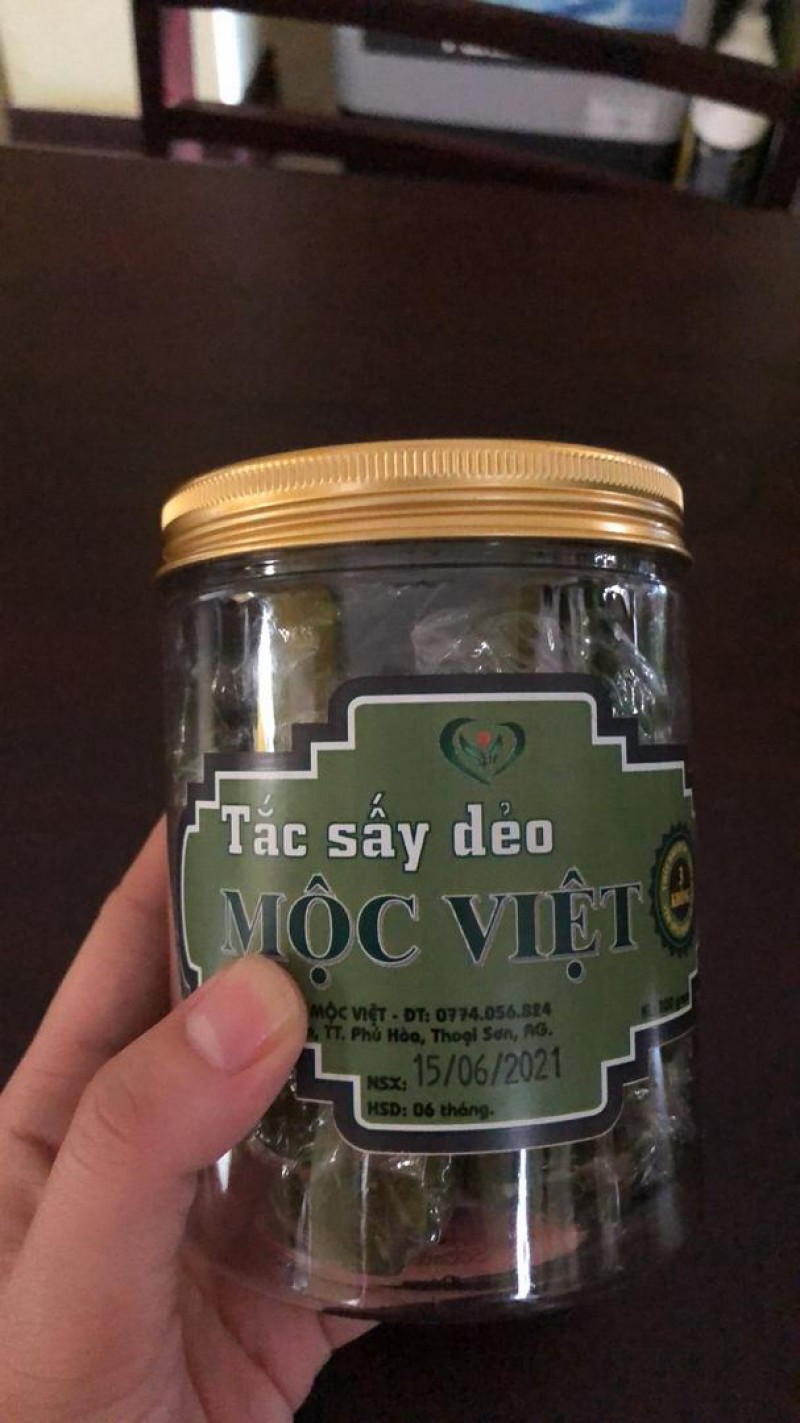 Tắc sấy dẻo
MỘC VIỆT
MỘC VIỆT - ĐT: 0774.056.824
TT. Phú Hòa, Thoại Sơn, AG.
NSX: 15/06/2021
HSD: 06 tháng.